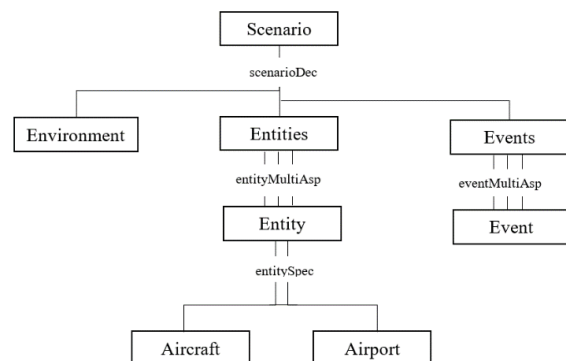 Scenario
scenarioDec
Environment
Entities
Events
entityMultiAsp
eventMultiAsp
Entity
Event
entitySpec
Aircraft
Airport